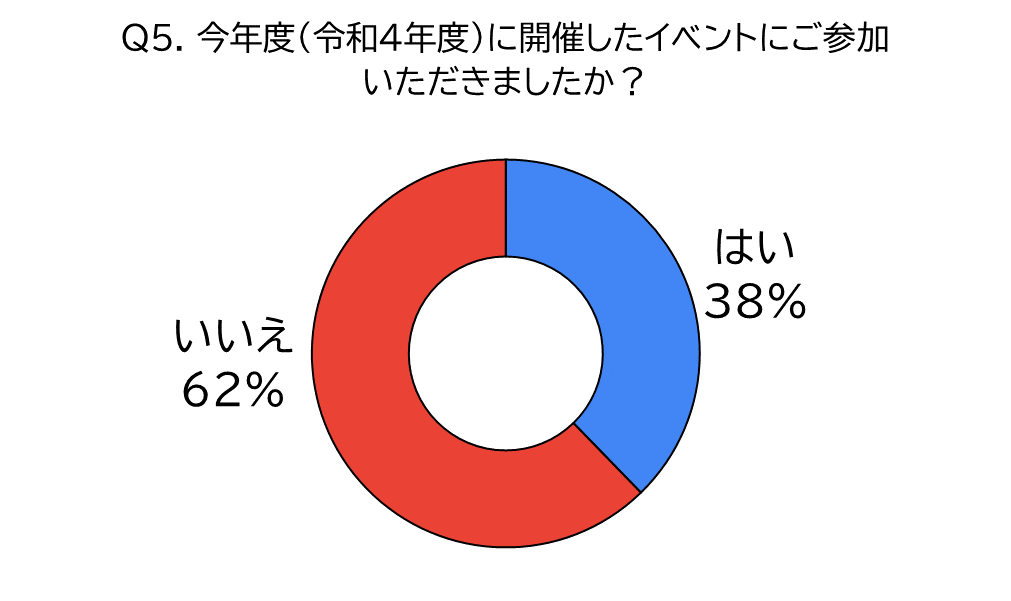 Q5. 今年度(令和4年度)に開催したイベントにご参加
いただきましたか？
はい
38%
いいえ
62%